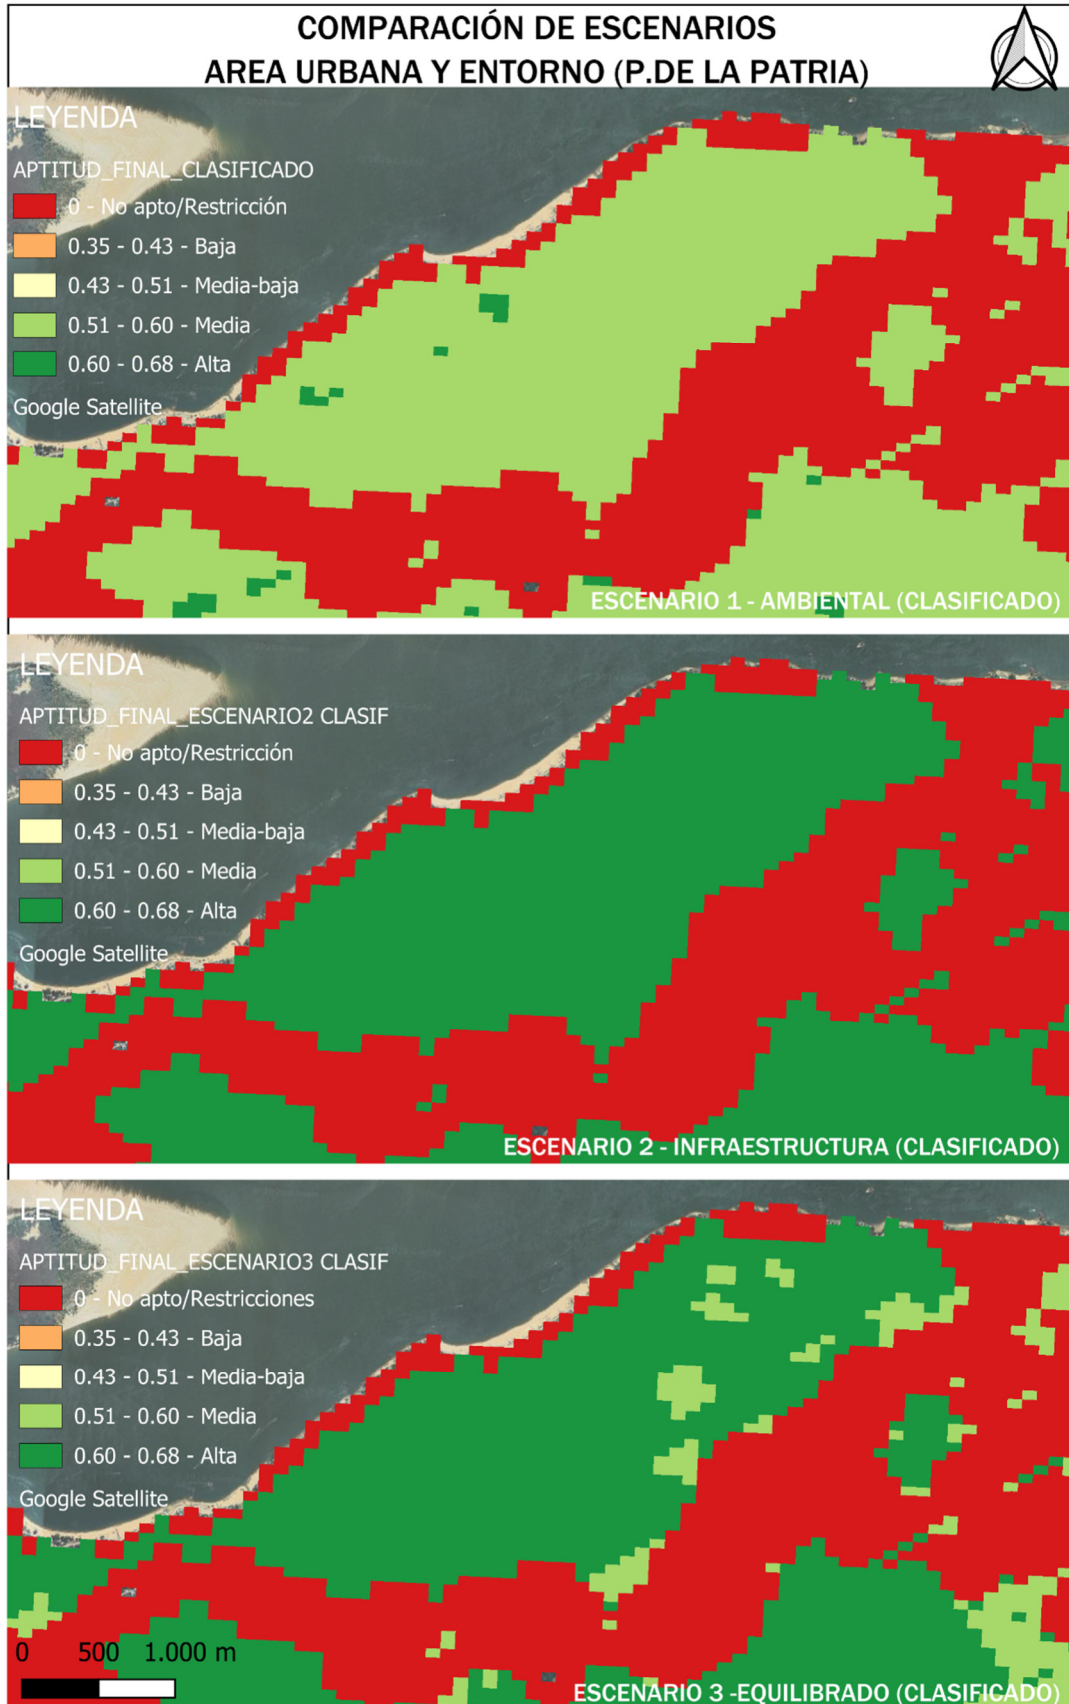 COMPARACIÓN DE ESCENARIOS
AREA URBANA Y ENTORNO (P.DE LA PATRIA)
LEYENDA
APTITUD_FINAL_CLASIFICADO
0 - No apto/Restricción
0.35 - 0.43 - Baja
0.43 - 0.51 - Media-baja
0.51 - 0.60 - Media
0.60 - 0.68 - Alta
Google Satellite
ESCENARIO 1 - AMBIENTAL (CLASIFICADO)
LEYENDA
APTITUD_FINAL_ESCENARIO2 CLASIF
0 - No apto/Restricción
0.35 - 0.43 - Baja
0.43 - 0.51 - Media-baja
0.51 - 0.60 - Media
0.60 - 0.68 - Alta
Google Satellite
ESCENARIO 2 - INFRAESTRUCTURA (CLASIFICADO)
LEYENDA
APTITUD_FINAL_ESCENARIO3 CLASIF
0 - No apto/Restricciones
0.35 - 0.43 - Baja
0.43 - 0.51 - Media-baja
0.51 - 0.60 - Media
0.60 - 0.68 - Alta
Google Satellite
0 500 1.000 m
ESCENARIO 3 -EQUILIBRADO (CLASIFICADO)